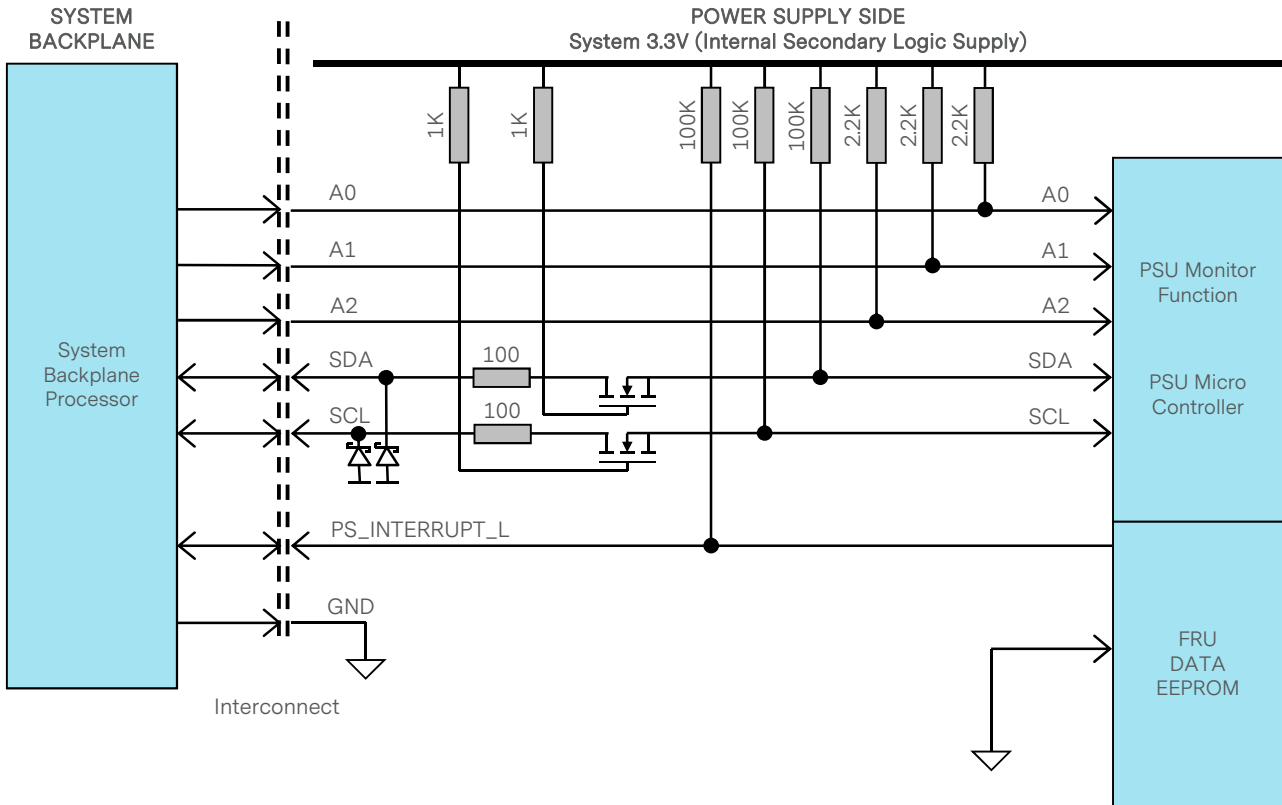 SYSTEM
BACKPLANE
POWER SUPPLY SIDE
System 3.3V (Internal Secondary Logic Supply)
1K
1K
100K
100K
100K
2.2K
2.2K
2.2K
A0
A0
A1
A1
A2
A2
SDA
100
SDA
SCL
100
SCL
PS_INTERRUPT_L
GND
System
Backplane
Processor
PSU Monitor
Function
PSU Micro
Controller
FRU
DATA
EEPROM
Interconnect